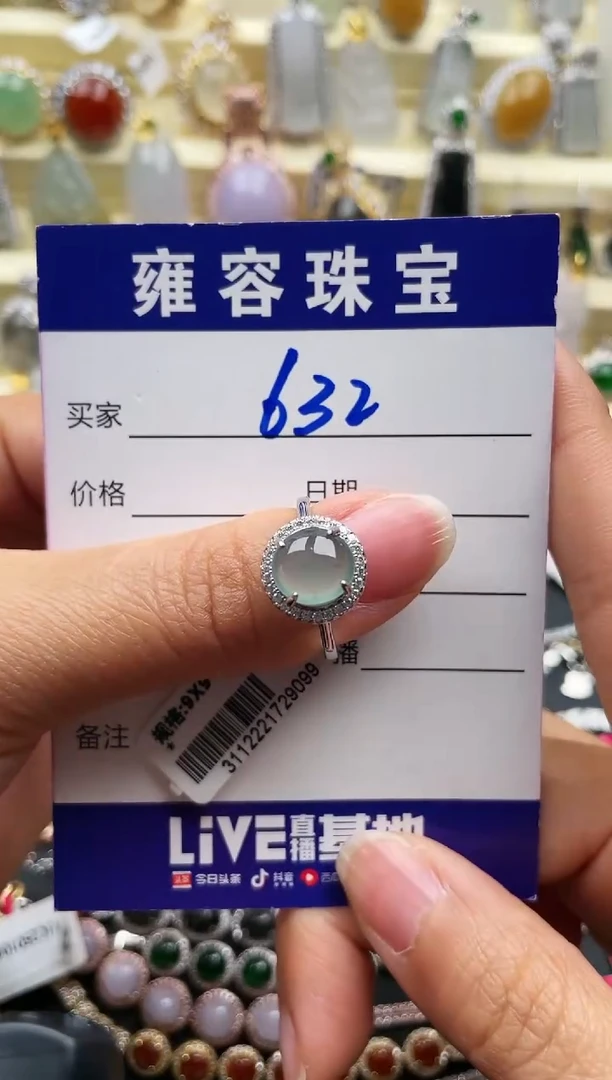 雍容珠宝
买家 632
价格 日期
播
规格:9X9
3112221729099
备注
LiVE直播基地
今日头条 抖音